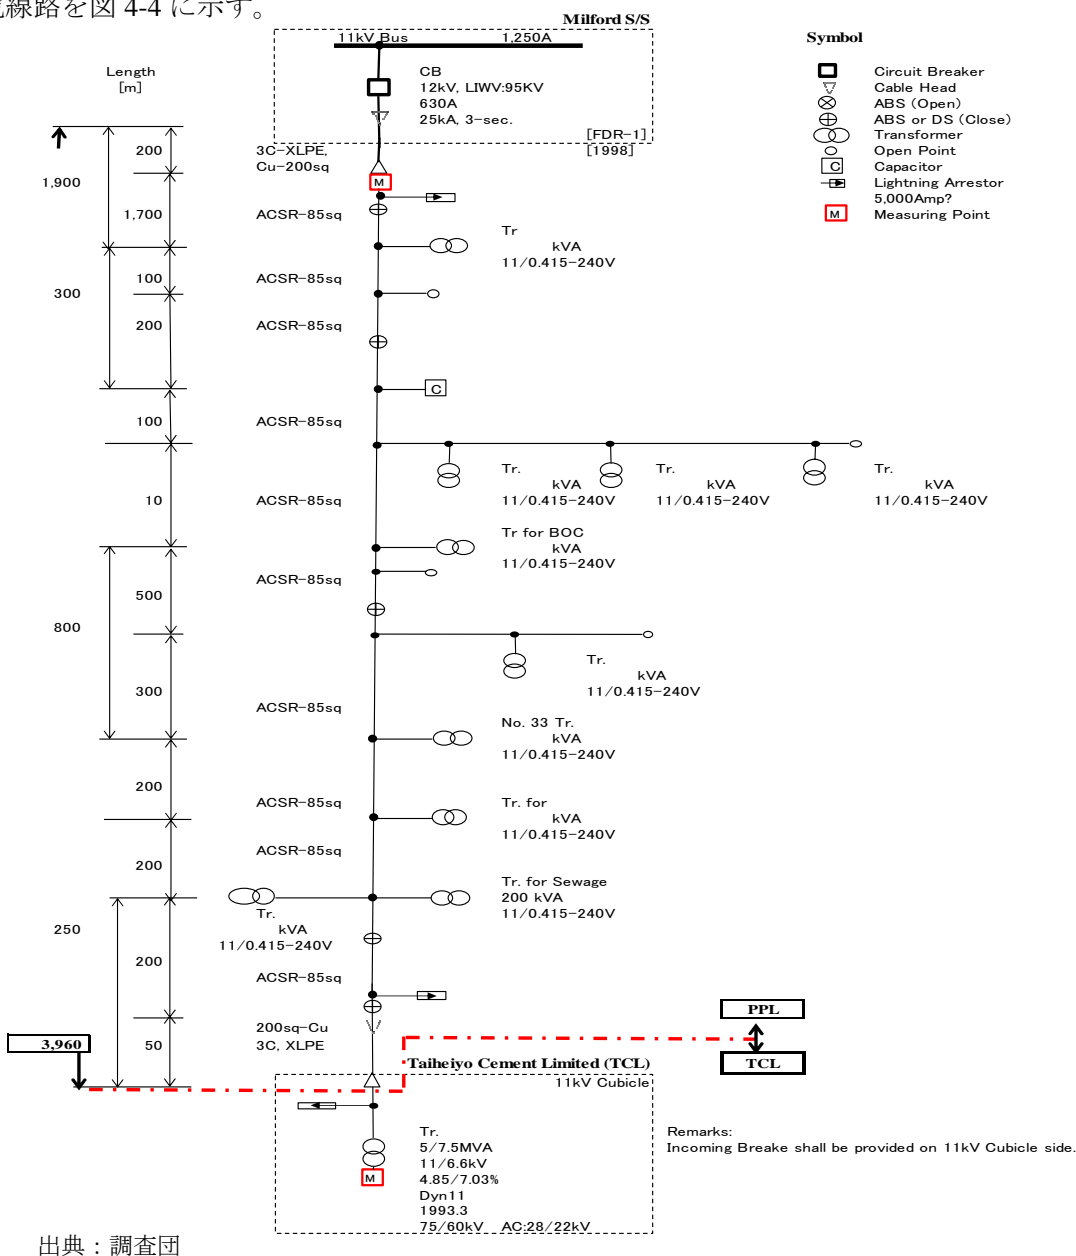 線路を図 4-4 に示す。
Milford S/S
11kV Bus 1,250A
CB
12kV, LIWV:95KV
630A
25kA, 3-sec.
[FDR-1]
[1998]
Symbol
Circuit Breaker
Cable Head
ABS (Open)
ABS or DS (Close)
Transformer
Open Point
C Capacitor
Lightning Arrestor
5,000Amp?
M Measuring Point
Length
[m]
200
1,900
1,700
100
300
200
100
10
500
800
300
200
200
250
200
3,960
50
3C-XLPE,
Cu-200sq
M
ACSR-85sq
Tr
kVA
11/0.415-240V
ACSR-85sq
ACSR-85sq
C
ACSR-85sq
Tr.
kVA
11/0.415-240V
Tr.
kVA
11/0.415-240V
Tr.
kVA
11/0.415-240V
ACSR-85sq
Tr for BOC
kVA
11/0.415-240V
ACSR-85sq
Tr.
kVA
11/0.415-240V
ACSR-85sq
No. 33 Tr.
kVA
11/0.415-240V
ACSR-85sq
Tr. for
kVA
11/0.415-240V
ACSR-85sq
Tr. for Sewage
200 kVA
11/0.415-240V
Tr.
kVA
11/0.415-240V
ACSR-85sq
200sq-Cu
3C, XLPE
PPL
TCL
Taiheiyo Cement Limited (TCL)
11kV Cubicle
Tr.
5/7.5MVA
11/6.6kV
4.85/7.03%
Dyn11
1993.3
75/60kV AC:28/22kV
M
Remarks:
Incoming Breake shall be provided on 11kV Cubicle side.
出典：調査団